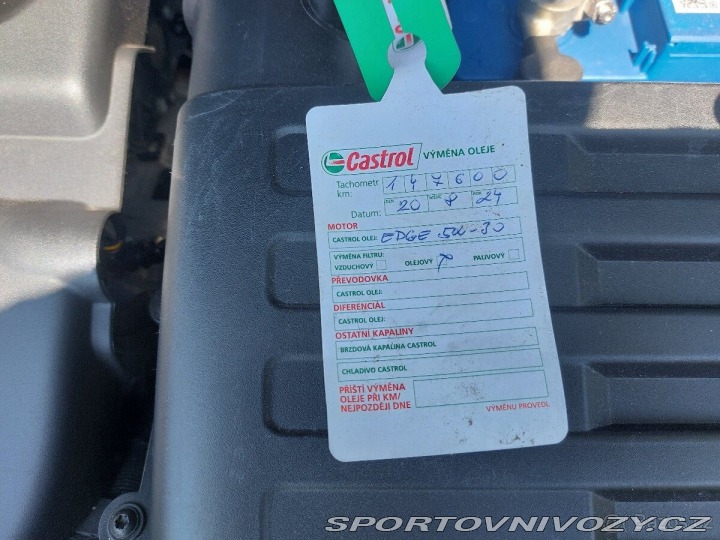 Castrol VÝMĚNA OLEJE
Tachometr km: 147600
Datum: 20 8 24
MOTOR
CASTROL OLEJ: EDGE 5W-30
VÝMĚNA FILTRU:
VZDUCHOVÝ OLEJOVÝ X PALIVOVÝ
PŘEVODOVKA
CASTROL OLEJ:
DIFERENCIÁL
CASTROL OLEJ:
OSTATNÍ KAPALINY
BRZDOVÁ KAPALINA CASTROL
CHLADIVO CASTROL
PŘÍŠTÍ VÝMĚNA
OLEJE PŘI KM/
NEJPOZDĚJI DNE
VÝMĚNU PROVEDL
SPORTOVNIVOZY.CZ